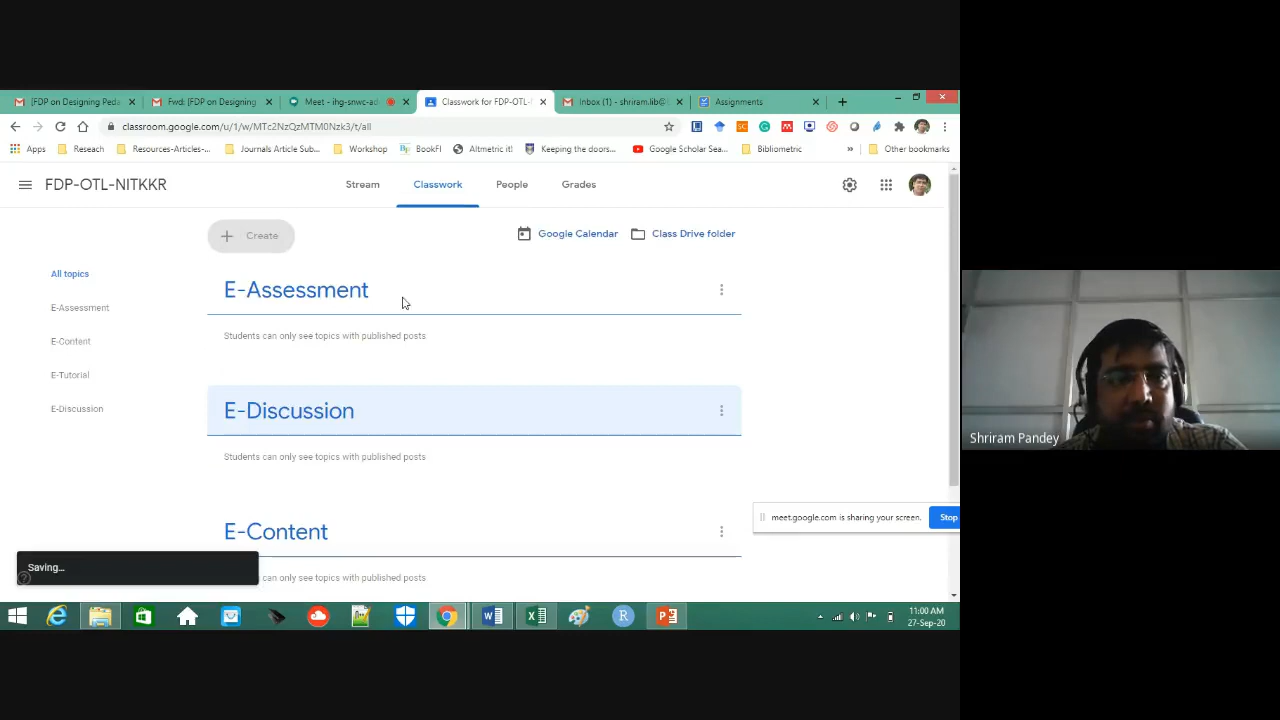 [FDP on Designing Peda
Fwd: [FDP on Designing
Meet - ihg-snwc-ad
Classwork for FDP-OTL-
Inbox (1) - shriram.lib@
Assignments
classroom.google.com/u/1/w/MTc2NzQzMTM0Nzk3/t/all
Apps
Reseach
Resources-Articles-...
Journals Article Sub...
Workshop
BookFI
Altmetric it!
Keeping the doors...
Google Scholar Sea...
Bibliometric
»
Other bookmarks
FDP-OTL-NITKKR
Stream
Classwork
People
Grades
+ Create
Google Calendar
Class Drive folder
All topics
E-Assessment
E-Content
E-Tutorial
E-Discussion
E-Assessment
Students can only see topics with published posts
E-Discussion
Students can only see topics with published posts
E-Content
can only see topics with published posts
Saving...
meet.google.com is sharing your screen.
Stop
Shriram Pandey
11:00 AM
27-Sep-20